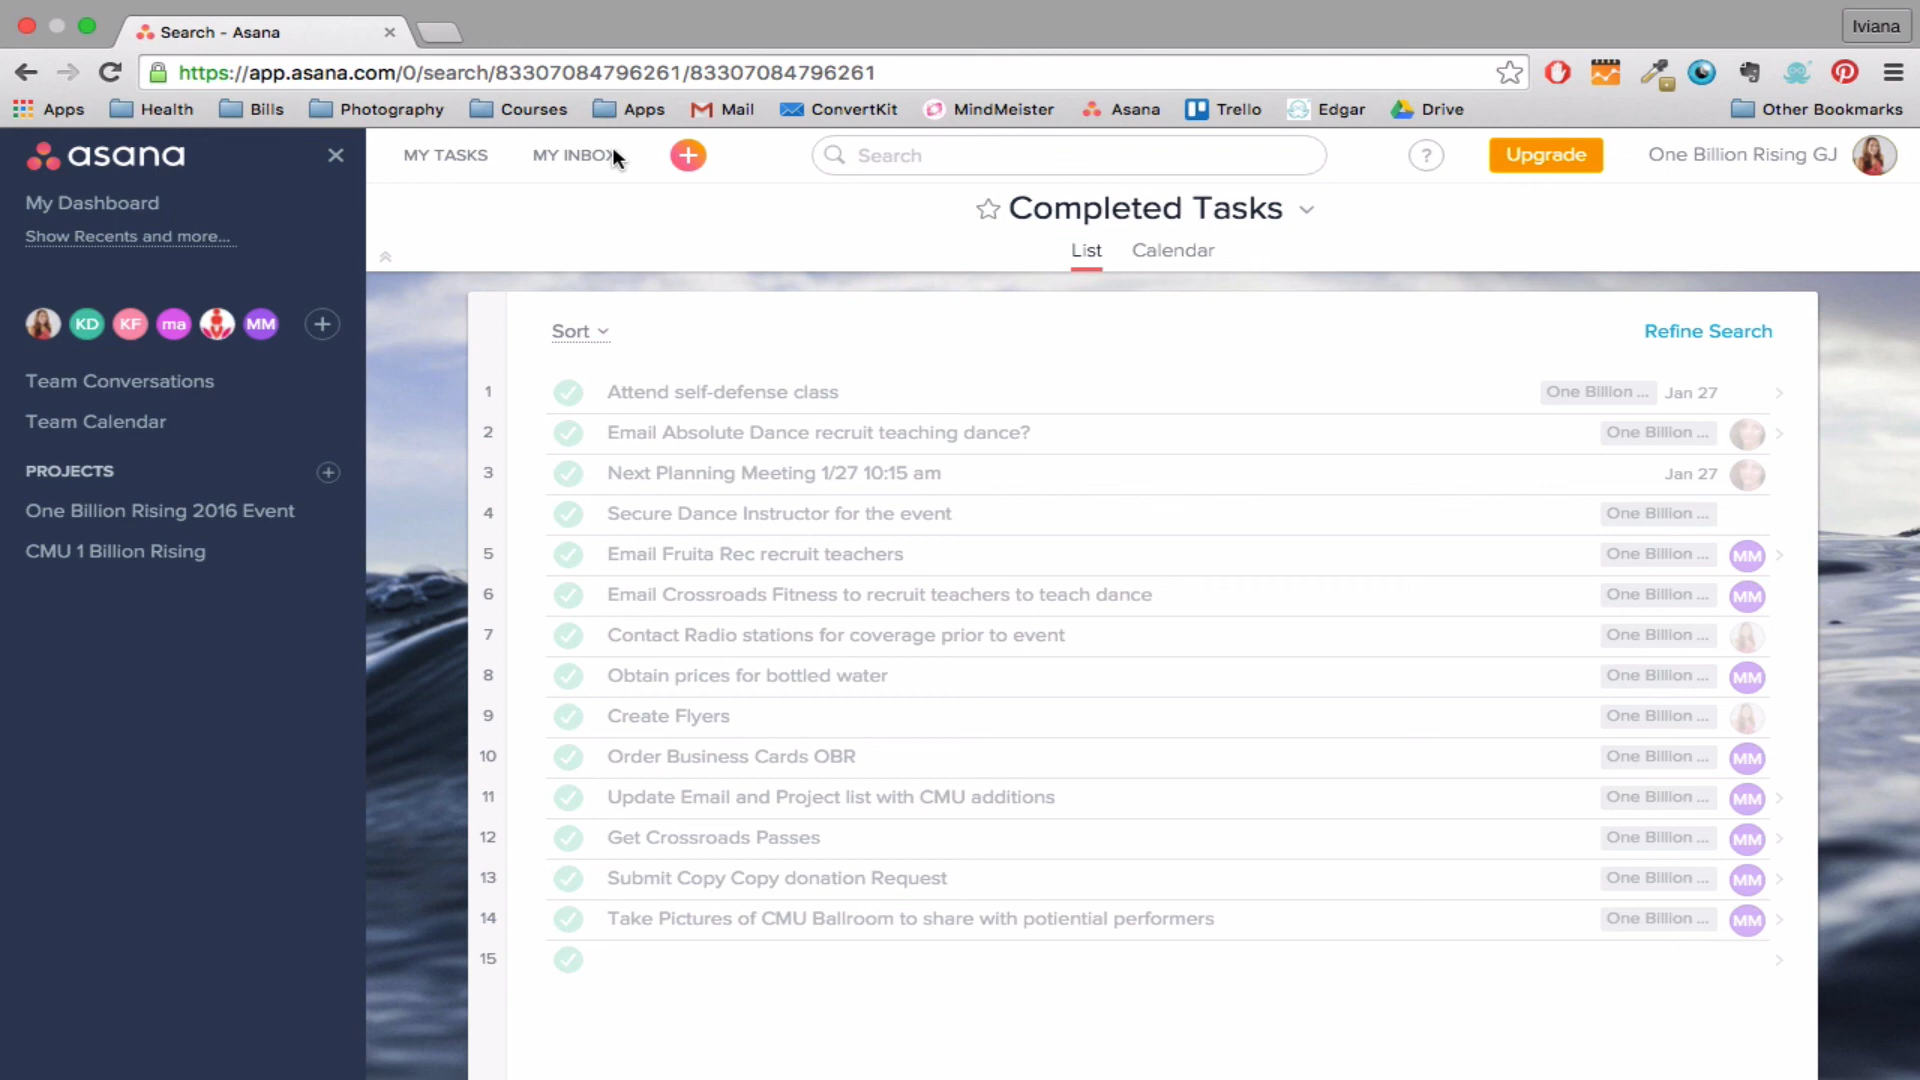 Search - Asana
Iviana
https://app.asana.com/0/search/83307084796261/83307084796261
Apps Health Bills Photography Courses Apps Mail ConvertKit MindMeister Asana Trello Edgar Drive Other Bookmarks
asana
MY TASKS MY INBOX Search ? Upgrade One Billion Rising GJ
My Dashboard
Show Recents and more...
Completed Tasks
List Calendar
KD KF ma MM
Team Conversations
Team Calendar
PROJECTS
One Billion Rising 2016 Event
CMU 1 Billion Rising
Sort Refine Search
1 Attend self-defense class One Billion ... Jan 27
2 Email Absolute Dance recruit teaching dance? One Billion ...
3 Next Planning Meeting 1/27 10:15 am Jan 27
4 Secure Dance Instructor for the event One Billion ...
5 Email Fruita Rec recruit teachers One Billion ... MM
6 Email Crossroads Fitness to recruit teachers to teach dance One Billion ... MM
7 Contact Radio stations for coverage prior to event One Billion ...
8 Obtain prices for bottled water One Billion ... MM
9 Create Flyers One Billion ...
10 Order Business Cards OBR One Billion ... MM
11 Update Email and Project list with CMU additions One Billion ... MM
12 Get Crossroads Passes One Billion ... MM
13 Submit Copy Copy donation Request One Billion ... MM
14 Take Pictures of CMU Ballroom to share with potiential performers One Billion ... MM
15